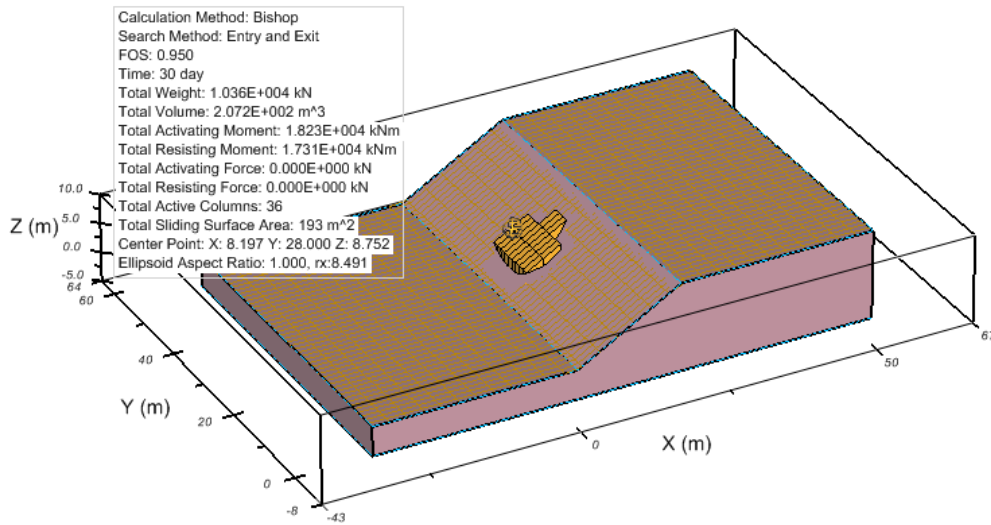 Calculation Method: Bishop
Search Method: Entry and Exit
FOS: 0.950
Time: 30 day
Total Weight: 1.036E+004 kN
Total Volume: 2.072E+002 m^3
Total Activating Moment: 1.823E+004 kNm
Total Resisting Moment: 1.731E+004 kNm
Total Activating Force: 0.000E+000 kN
Total Resisting Force: 0.000E+000 kN
Total Active Columns: 36
Total Sliding Surface Area: 193 m^2
Center Point: X: 8.197 Y: 28.000 Z: 8.752
Ellipsoid Aspect Ratio: 1.000, rx:8.491
10.0
Z (m)
5.0
0.0
-5.0
64
60
40
Y (m)
20
0
-8
-43
0
X (m)
50
67